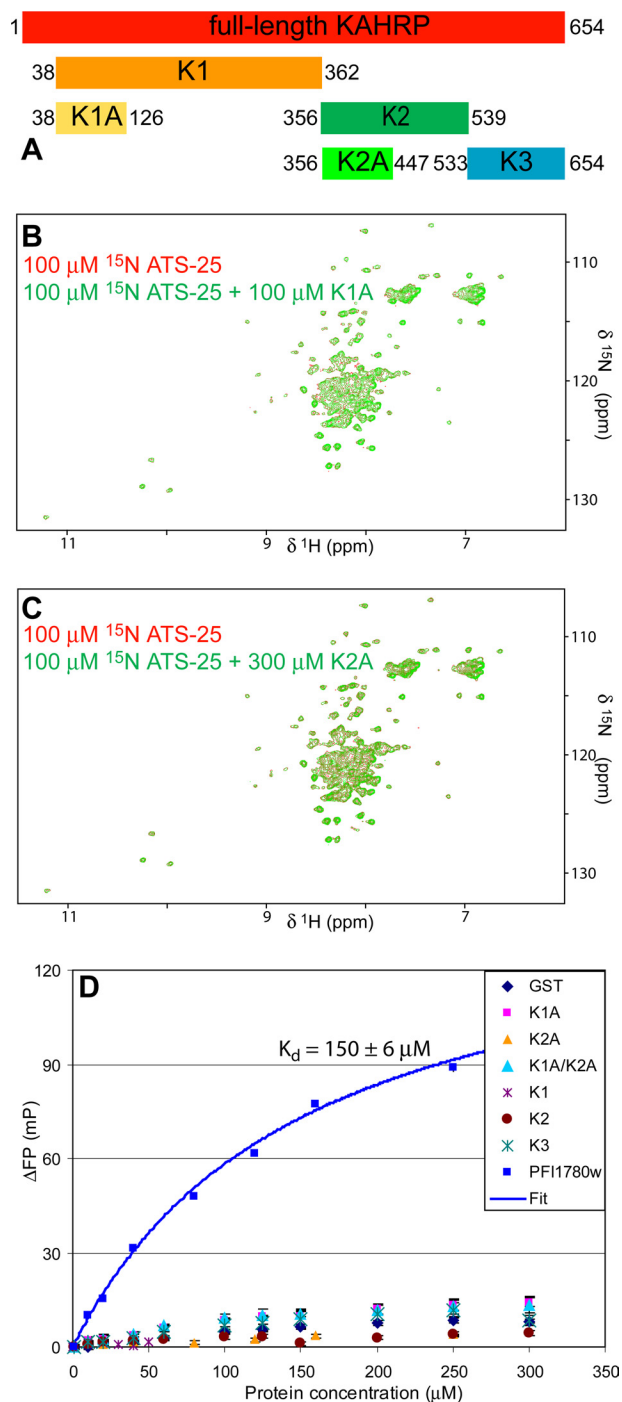 1 full-length KAHRP 654
38 K1 362
38 K1A 126 356 K2 539
A 356 K2A 447 533 K3 654
B
100 μM ¹⁵N ATS-25
100 μM ¹⁵N ATS-25 + 100 μM K1A
110
120
130
δ ¹⁵N (ppm)
11 9 8 7
δ ¹H (ppm)
C
100 μM ¹⁵N ATS-25
100 μM ¹⁵N ATS-25 + 300 μM K2A
110
120
130
δ ¹⁵N (ppm)
11 9 8 7
δ ¹H (ppm)
D
120
90
60
30
0
ΔFP (mP)
Kd = 150 ± 6 μM
GST
K1A
K2A
K1A/K2A
K1
K2
K3
PFI1780w
Fit
0 50 100 150 200 250 300 350
Protein concentration (μM)